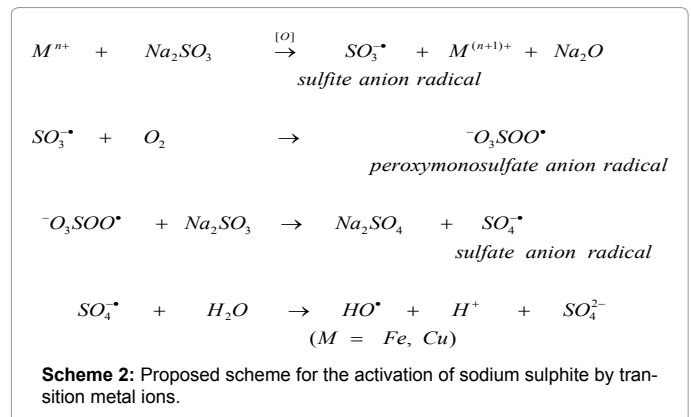 Mⁿ⁺ + Na₂SO₃ →[O] SO₃⁻• + M⁽ⁿ⁺¹⁾⁺ + Na₂O
sulfite anion radical
SO₃⁻• + O₂ → ⁻O₃SOO•
peroxymonosulfate anion radical
⁻O₃SOO• + Na₂SO₃ → Na₂SO₄ + SO₄⁻•
sulfate anion radical
SO₄⁻• + H₂O → HO• + H⁺ + SO₄²⁻
(M = Fe, Cu)
Scheme 2: Proposed scheme for the activation of sodium sulphite by tran-
sition metal ions.